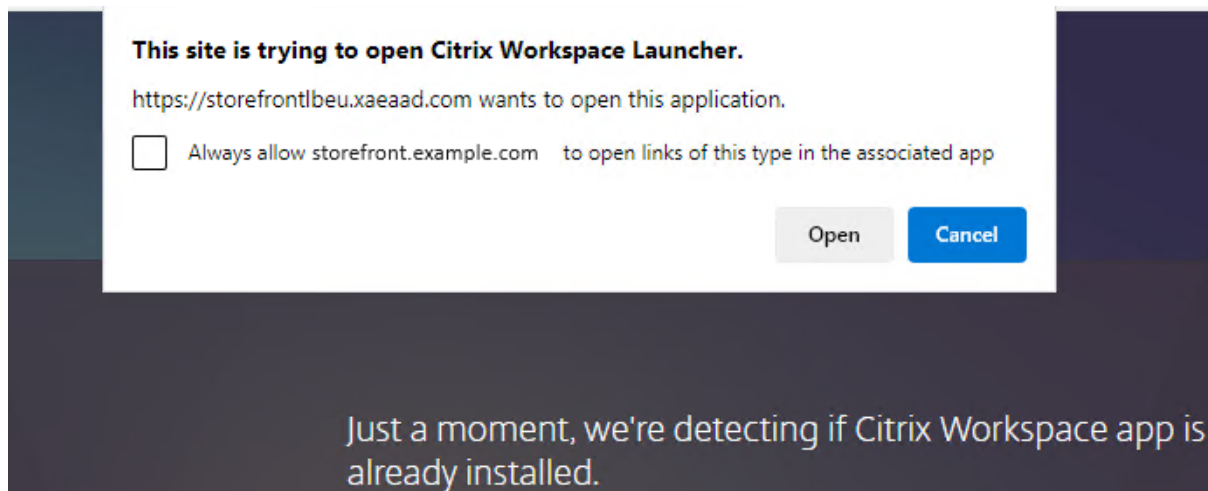 This site is trying to open Citrix Workspace Launcher.
https://storefrontlbeu.xaeaad.com wants to open this application.
Always allow storefront.example.com to open links of this type in the associated app
Open Cancel
Just a moment, we're detecting if Citrix Workspace app is
already installed.